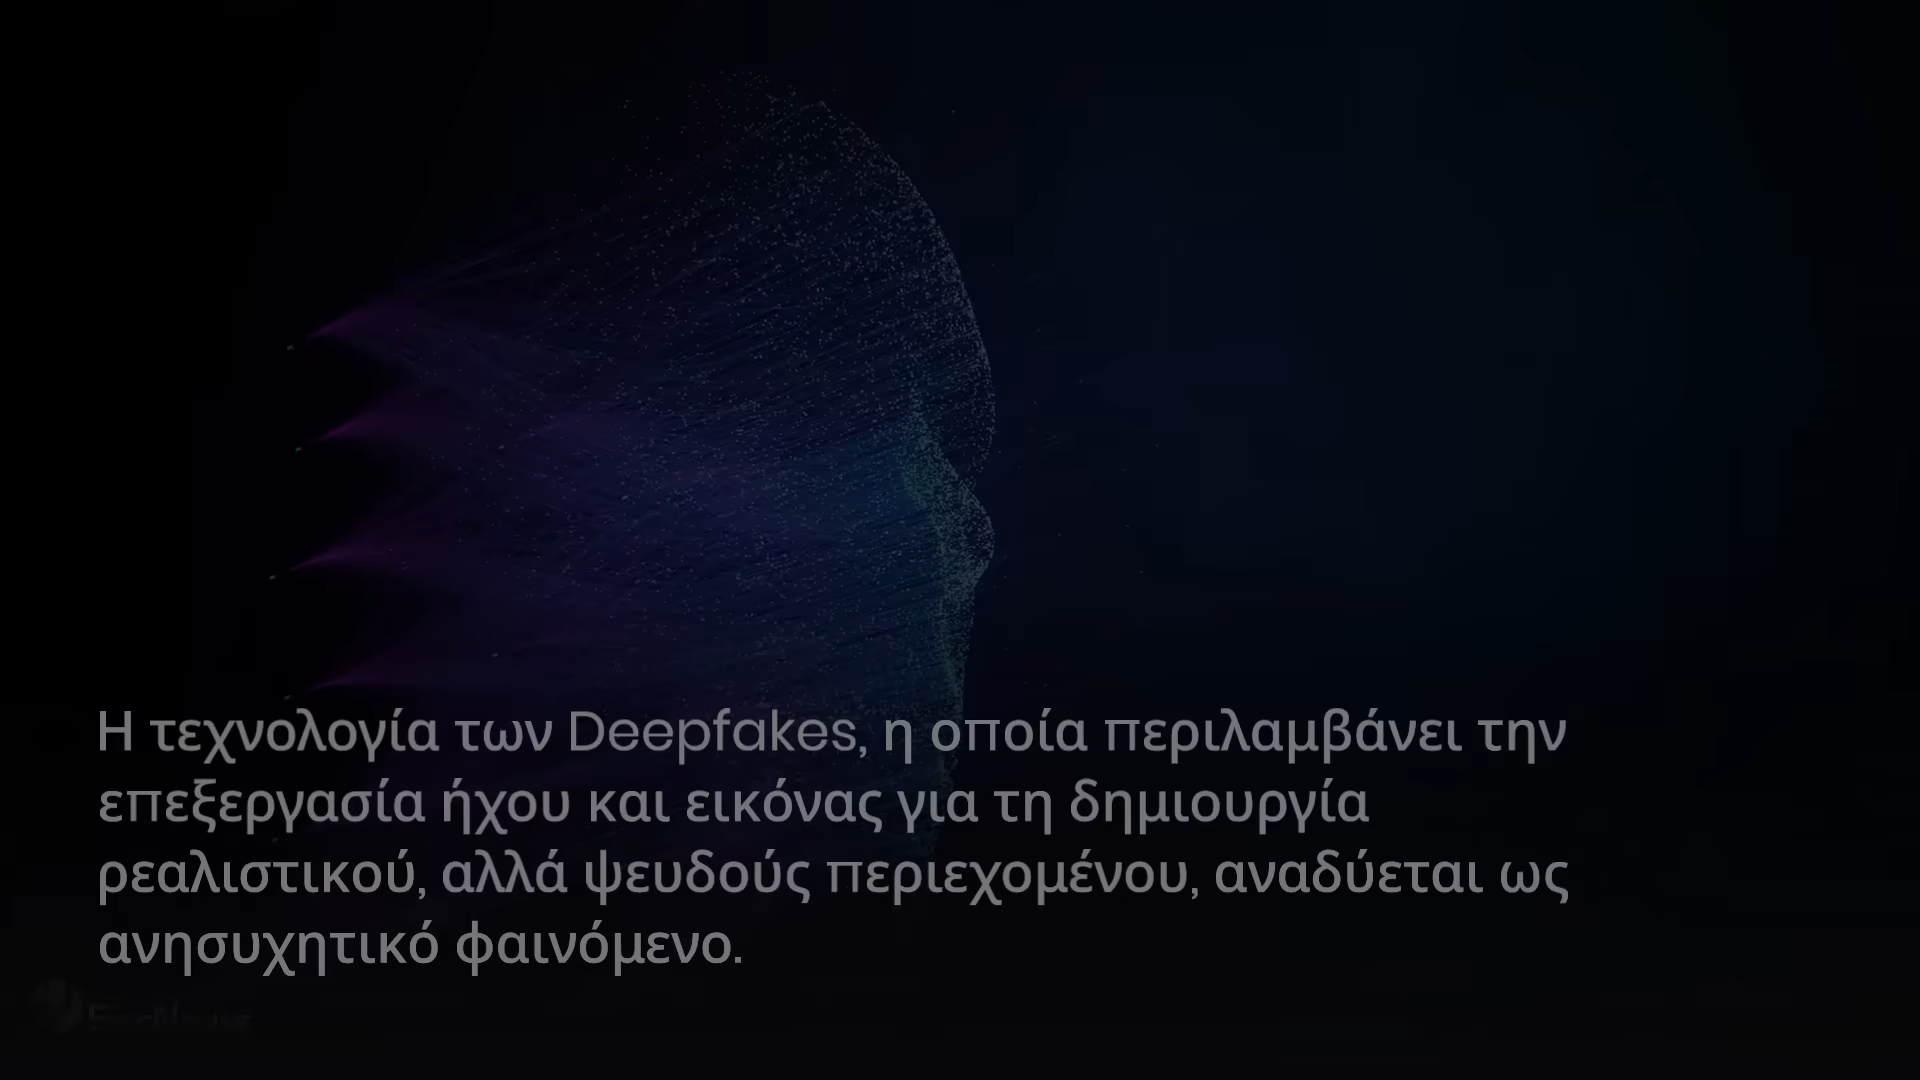 Η τεχνολογία των Deepfakes, η οποία περιλαμβάνει την
επεξεργασία ήχου και εικόνας για τη δημιουργία
ρεαλιστικού, αλλά ψευδούς περιεχομένου, αναδύεται ως
ανησυχητικό φαινόμενο.